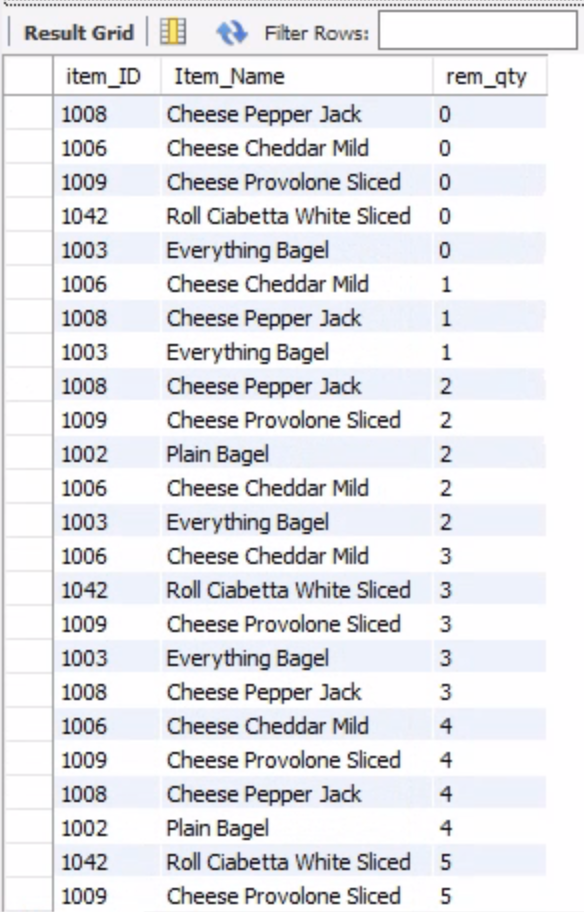 Result Grid Filter Rows:
item_ID Item_Name rem_qty
1008 Cheese Pepper Jack 0
1006 Cheese Cheddar Mild 0
1009 Cheese Provolone Sliced 0
1042 Roll Ciabetta White Sliced 0
1003 Everything Bagel 0
1006 Cheese Cheddar Mild 1
1008 Cheese Pepper Jack 1
1003 Everything Bagel 1
1008 Cheese Pepper Jack 2
1009 Cheese Provolone Sliced 2
1002 Plain Bagel 2
1006 Cheese Cheddar Mild 2
1003 Everything Bagel 2
1006 Cheese Cheddar Mild 3
1042 Roll Ciabetta White Sliced 3
1009 Cheese Provolone Sliced 3
1003 Everything Bagel 3
1008 Cheese Pepper Jack 3
1006 Cheese Cheddar Mild 4
1009 Cheese Provolone Sliced 4
1008 Cheese Pepper Jack 4
1002 Plain Bagel 4
1042 Roll Ciabetta White Sliced 5
1009 Cheese Provolone Sliced 5